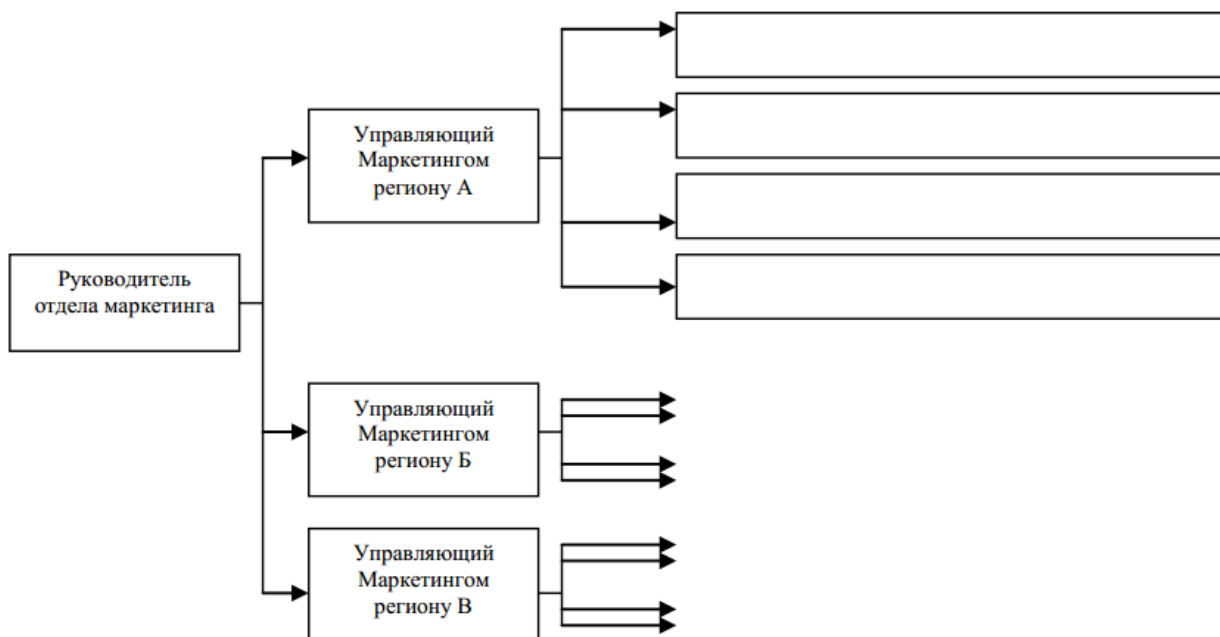 Управляющий
Маркетингом
региону А
Руководитель
отдела маркетинга
Управляющий
Маркетингом
региону Б
Управляющий
Маркетингом
региону В